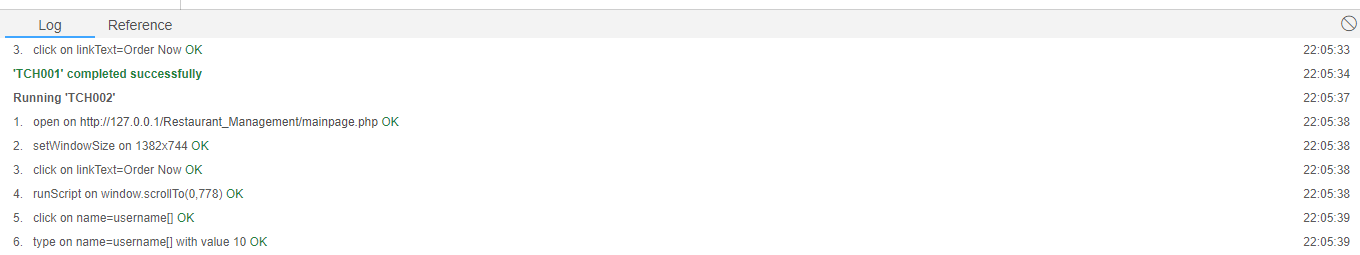 Log Reference
3. click on linkText=Order Now OK 22:05:33
'TCH001' completed successfully 22:05:34
Running 'TCH002' 22:05:37
1. open on http://127.0.0.1/Restaurant_Management/mainpage.php OK 22:05:38
2. setWindowSize on 1382x744 OK 22:05:38
3. click on linkText=Order Now OK 22:05:38
4. runScript on window.scrollTo(0,778) OK 22:05:38
5. click on name=username[] OK 22:05:39
6. type on name=username[] with value 10 OK 22:05:39